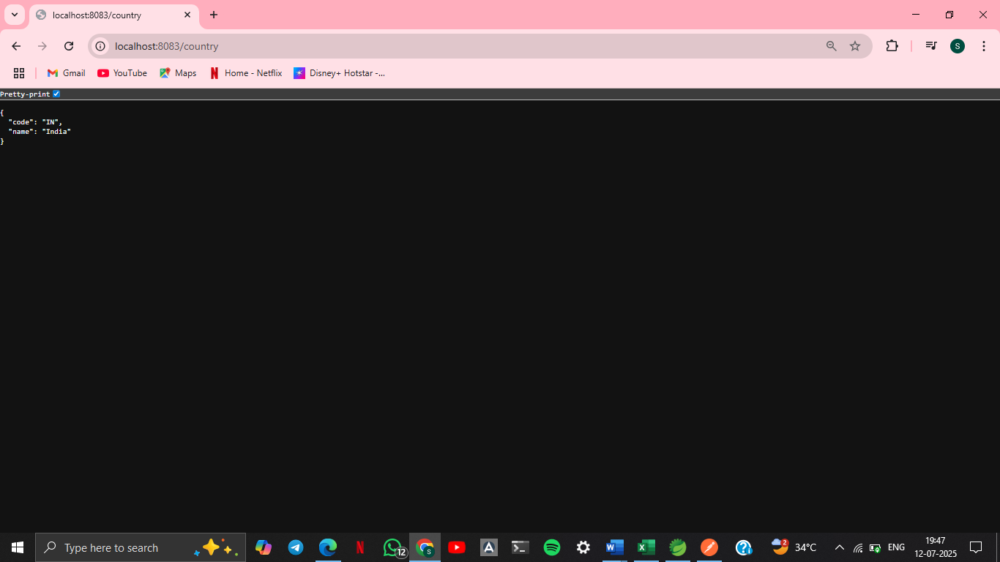 localhost:8083/country
localhost:8083/country
S
Gmail
YouTube
Maps
Home - Netflix
Disney+ Hotstar -...
Pretty-print
{
"code": "IN",
"name": "India"
}
Type here to search
12
S
2
34°C
ENG
19:47
12-07-2025